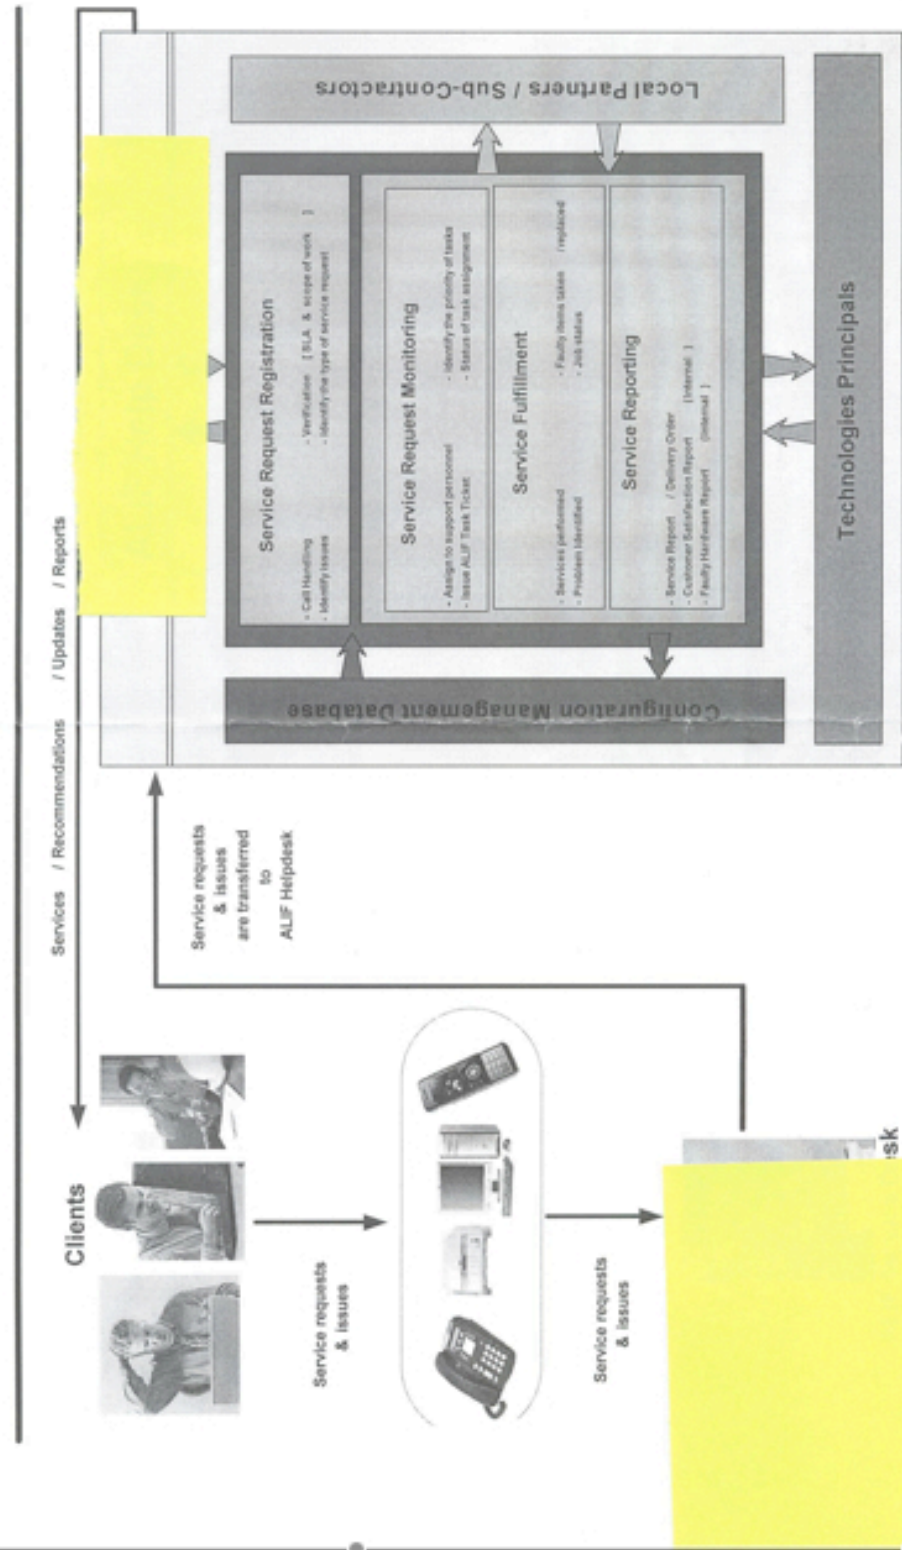 Services / Recommendations / Updates / Reports
Clients
Service requests
& issues
Service requests
& issues
esk
Service requests
& issues
are transferred
to
ALIF Helpdesk
Configuration Management Database
Service Request Registration
- Call Handling - Verification [ SLA & scope of work ]
- Identify issues - Identify the type of service request
Service Request Monitoring
- Assign to support personnel - Identify the priority of tasks
- Issue ALIF Task Ticket - Status of task assignment
Service Fulfillment
- Services performed - Faulty items taken / replaced
- Problem Identified - Job status
Service Reporting
- Service Report / Delivery Order
- Customer Satisfaction Report [Internal ]
- Faulty Hardware Report [Internal ]
Local Partners / Sub-Contractors
Technologies Principals